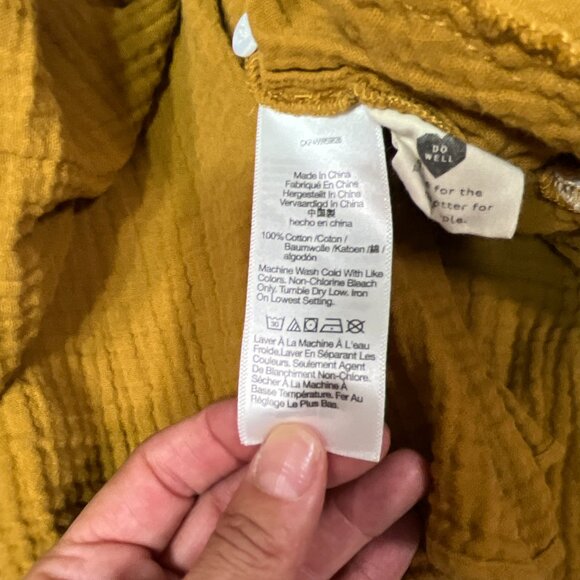 Made In China
Fabriqué En Chine
Hergestellt In China
Vervaardigd In China
中国製
hecho en china
100% Cotton /Coton /
Baumwolle /Katoen /綿 /
algodón
Machine Wash Cold With Like
Colors. Non-Chlorine Bleach
Only. Tumble Dry Low. Iron
On Lowest Setting.
30
Laver À La Machine À L'eau
Froide.Laver En Séparant Les
Couleurs. Seulement Agent
De Blanchiment Non-Chlore.
Sécher À La Machine À
Basse Température. Fer Au
Réglage Le Plus Bas.
DO
WELL
for the
for